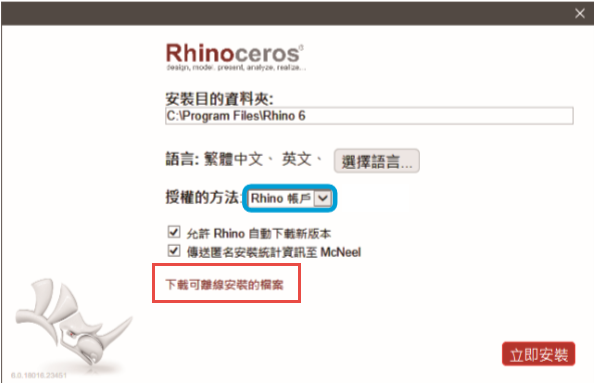 Rhinoceros®
design, model, present, analyze, realize...
安裝目的資料夾:
C:\Program Files\Rhino 6
語言: 繁體中文、 英文、 選擇語言...
授權的方法: Rhino 帳戶
允許 Rhino 自動下載新版本
傳送匿名安裝統計資訊至 McNeel
下載可離線安裝的檔案
立即安裝
6.0.18016.23451